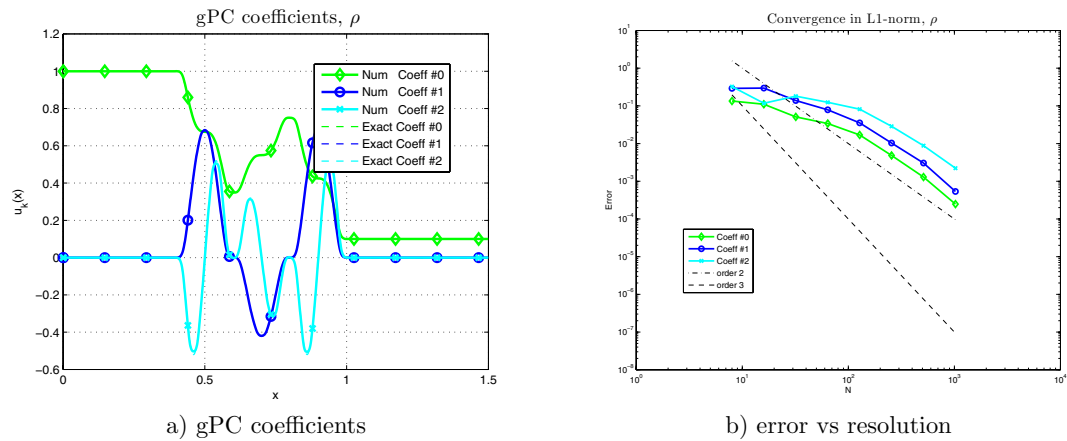 gPC coefficients, ρ
1.2
1
0.8
0.6
0.4
0.2
0
−0.2
−0.4
−0.6
0
0.5
1
1.5
u_k(x)
x
Num Coeff #0
Num Coeff #1
Num Coeff #2
Exact Coeff #0
Exact Coeff #1
Exact Coeff #2
a) gPC coefficients
Convergence in L1-norm, ρ
10^1
10^0
10^-1
10^-2
10^-3
10^-4
10^-5
10^-6
10^-7
10^-8
10^0
10^1
10^2
10^3
10^4
Error
N
Coeff #0
Coeff #1
Coeff #2
order 2
order 3
b) error vs resolution